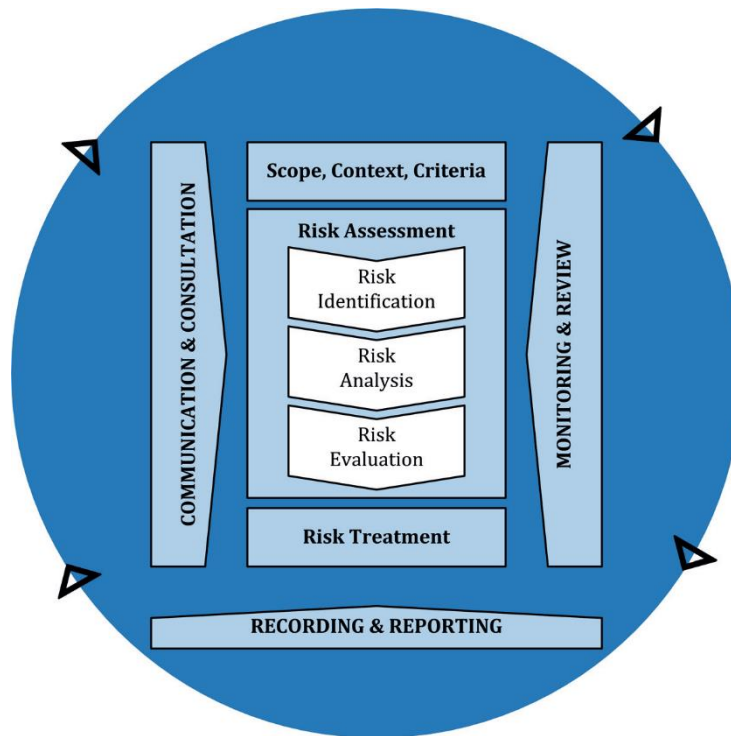 Scope, Context, Criteria
Risk Assessment
Risk
Identification
Risk
Analysis
Risk
Evaluation
Risk Treatment
COMMUNICATION & CONSULTATION
MONITORING & REVIEW
RECORDING & REPORTING